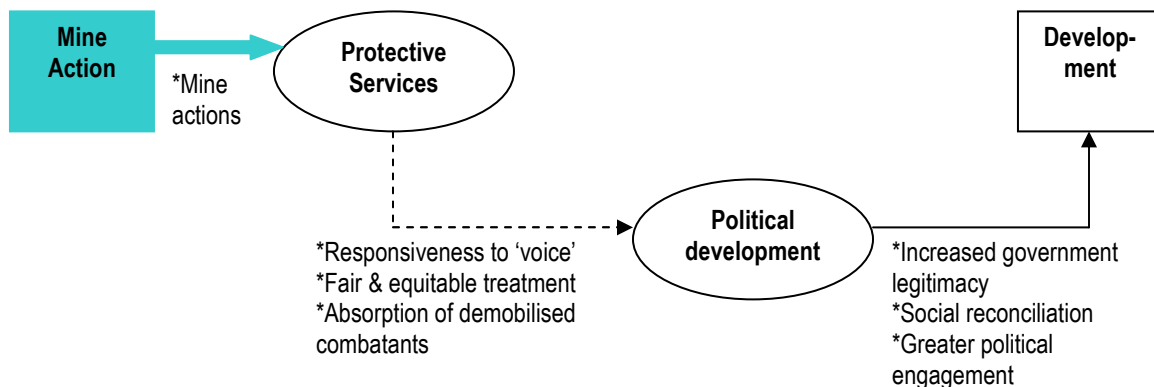 Mine
Action
*Mine
actions
Protective
Services
Develop-
ment
*Responsiveness to ‘voice’
*Fair & equitable treatment
*Absorption of demobilised
combatants
Political
development
*Increased government
legitimacy
*Social reconciliation
*Greater political
engagement